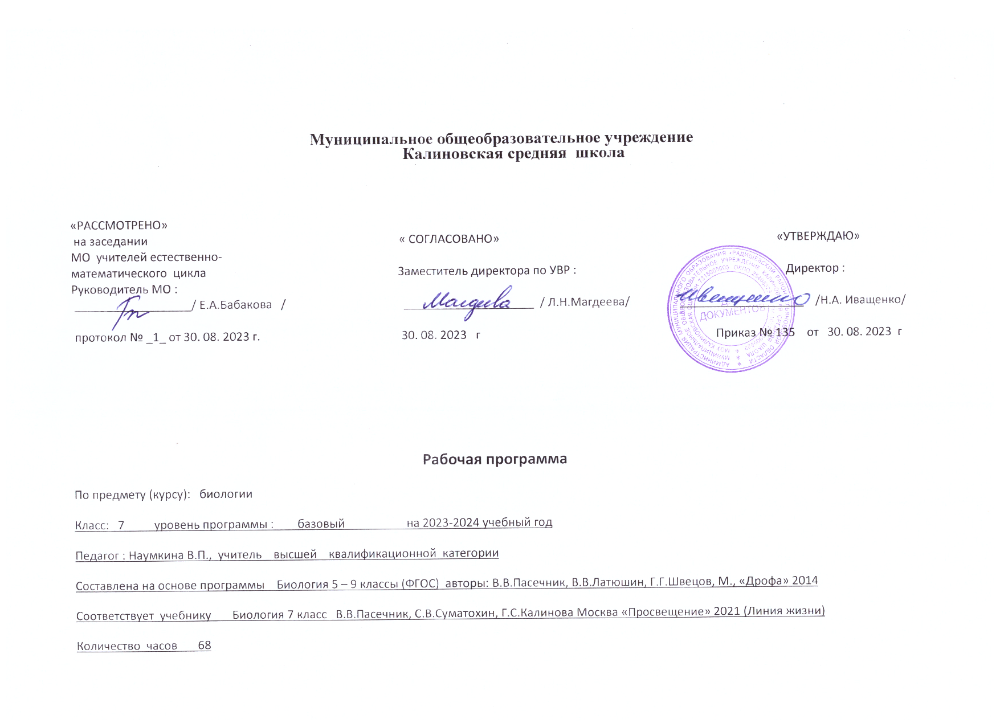 Муниципальное общеобразовательное учреждение
Калиновская средняя школа
«РАССМОТРЕНО»
на заседании
МО учителей естественно-
математического цикла
Руководитель МО :
/ Е.А.Бабакова /
протокол № _1_ от 30. 08. 2023 г.
« СОГЛАСОВАНО»
Заместитель директора по УВР :
Магдеева / Л.Н.Магдеева/
30. 08. 2023 г
«УТВЕРЖДАЮ»
Директор :
Иващенко /Н.А. Иващенко/
Приказ № 135 от 30. 08. 2023 г
ДОКУМЕНТОВ
Рабочая программа
По предмету (курсу): биологии
Класс: 7 уровень программы : базовый на 2023-2024 учебный год
Педагог : Наумкина В.П., учитель высшей квалификационной категории
Составлена на основе программы Биология 5 – 9 классы (ФГОС) авторы: В.В.Пасечник, В.В.Латюшин, Г.Г.Швецов, М., «Дрофа» 2014
Соответствует учебнику Биология 7 класс В.В.Пасечник, С.В.Суматохин, Г.С.Калинова Москва «Просвещение» 2021 (Линия жизни)
Количество часов 68